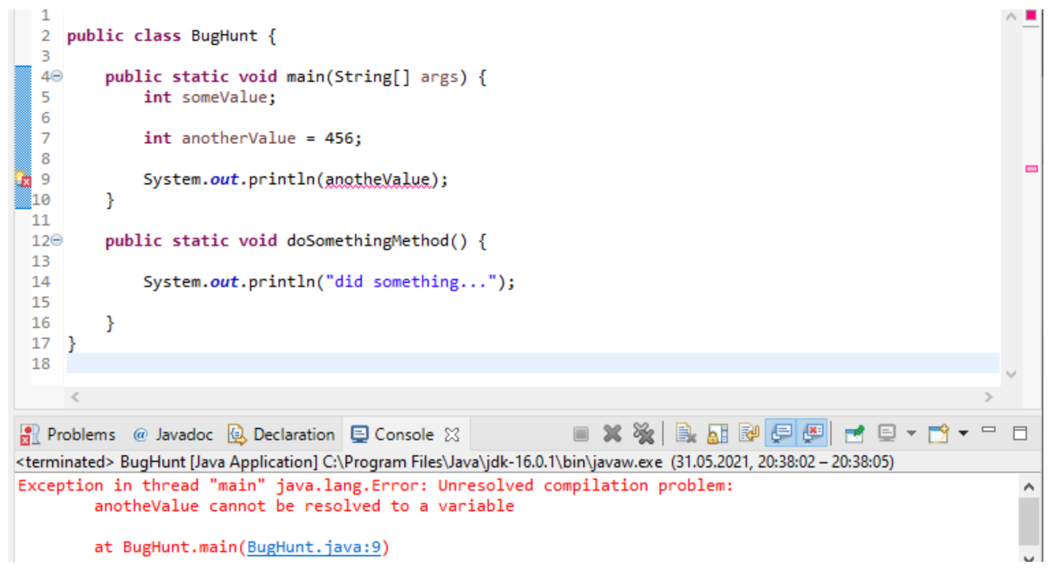 1
2 public class BugHunt {
3
4 public static void main(String[] args) {
5 int someValue;
6
7 int anotherValue = 456;
8
9 System.out.println(anotheValue);
10 }
11
12 public static void doSomethingMethod() {
13
14 System.out.println("did something...");
15
16 }
17 }
18
Problems @ Javadoc Declaration Console
<terminated> BugHunt [Java Application] C:\Program Files\Java\jdk-16.0.1\bin\javaw.exe (31.05.2021, 20:38:02 – 20:38:05)
Exception in thread "main" java.lang.Error: Unresolved compilation problem:
anotheValue cannot be resolved to a variable
at BugHunt.main(BugHunt.java:9)